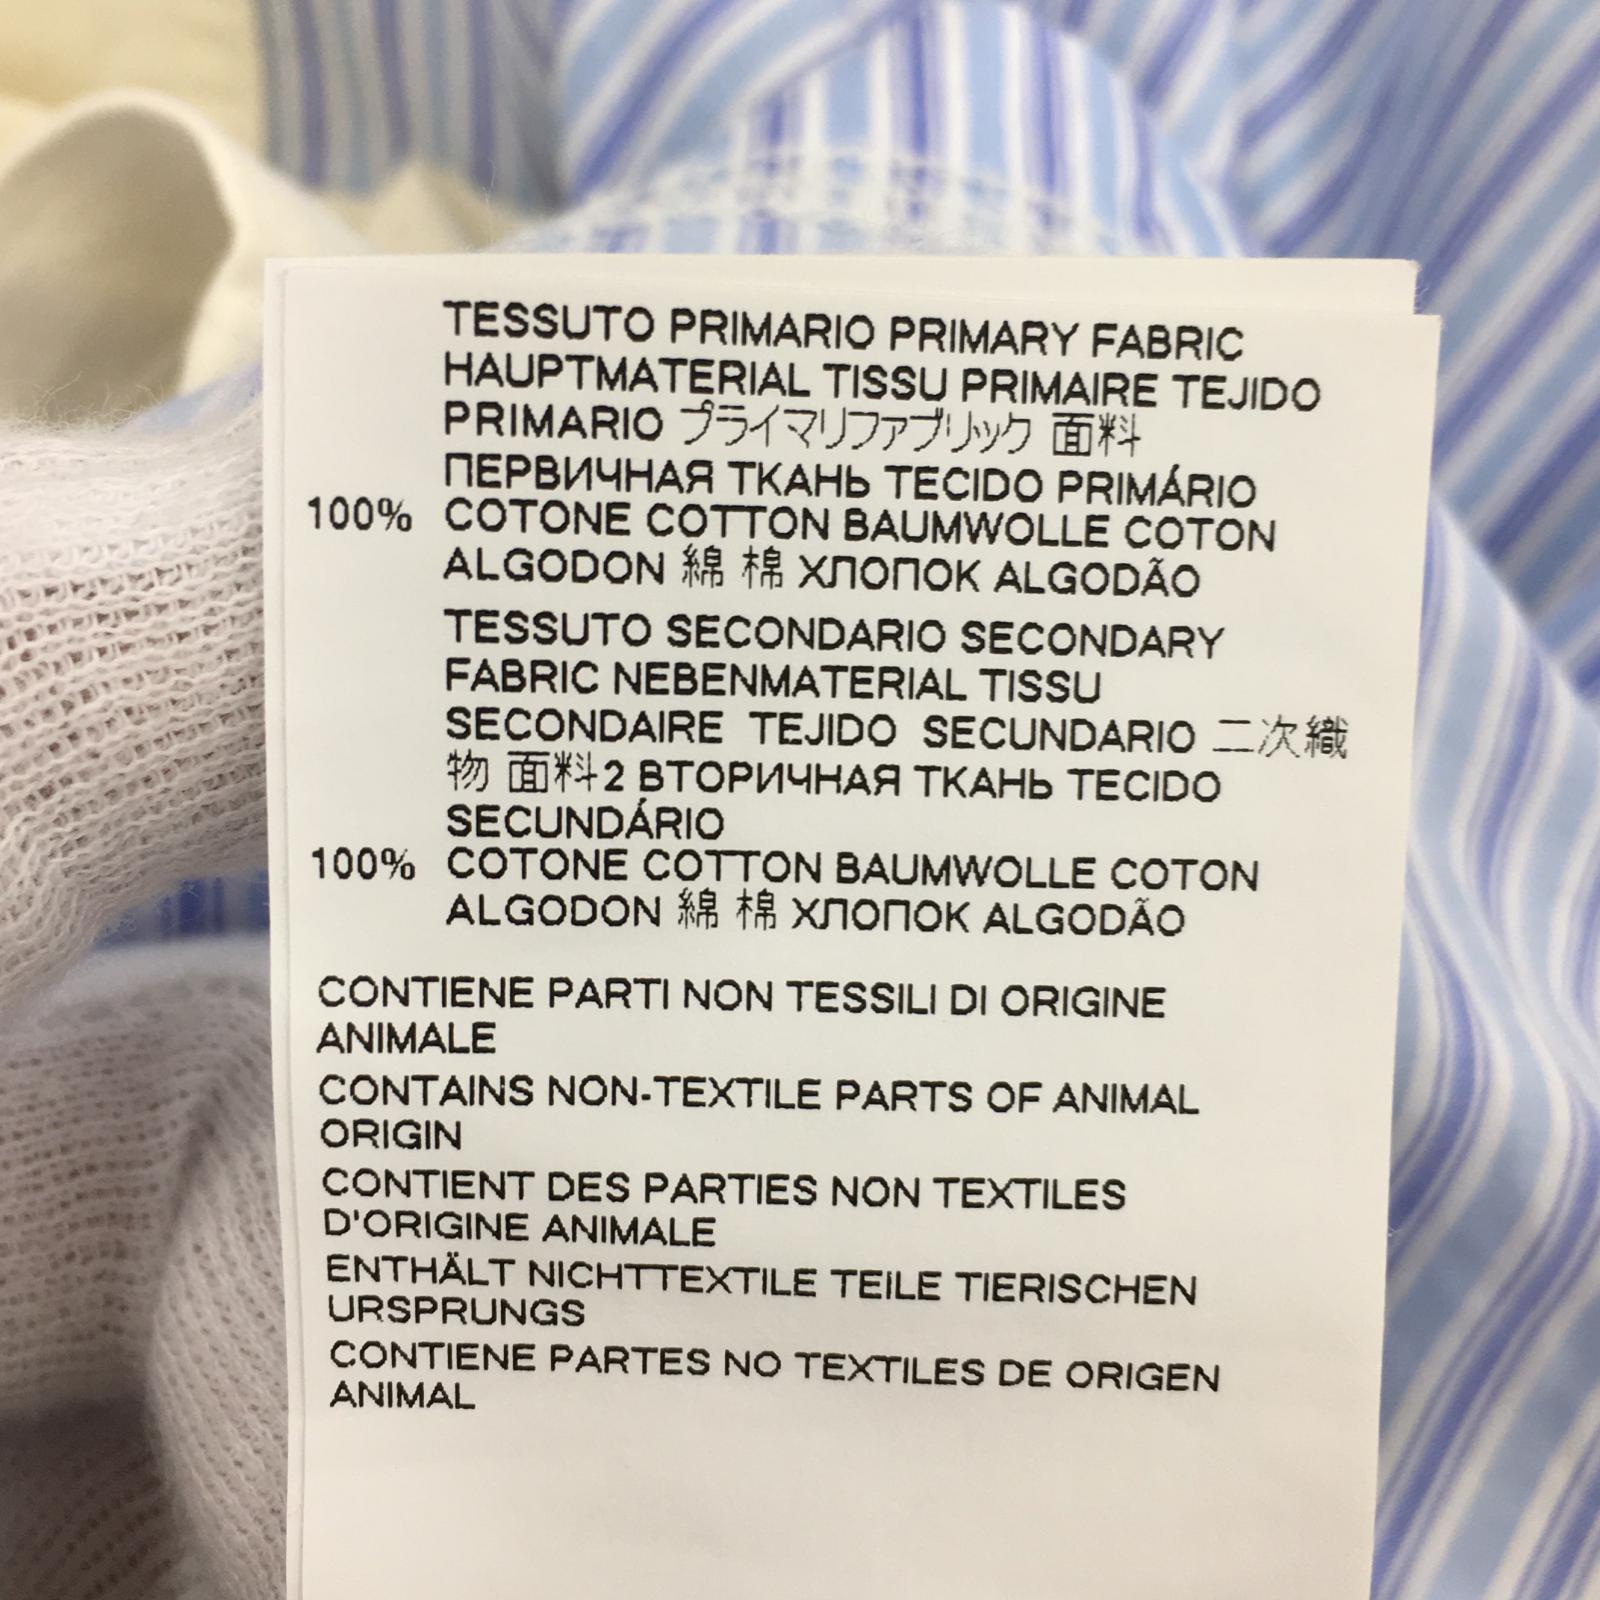 TESSUTO PRIMARIO PRIMARY FABRIC
HAUPTMATERIAL TISSU PRIMAIRE TEJIDO
PRIMARIO プライマリファブリック 面料
ПЕРВИЧНАЯ ТКАНЬ TECIDO PRIMÁRIO
100% COTONE COTTON BAUMWOLLE COTON
ALGODON 綿 棉 ХЛОПОК ALGODÃO
TESSUTO SECONDARIO SECONDARY
FABRIC NEBENMATERIAL TISSU
SECONDAIRE TEJIDO SECUNDARIO 二次織
物 面料2 ВТОРИЧНАЯ ТКАНЬ TECIDO
SECUNDÁRIO
100% COTONE COTTON BAUMWOLLE COTON
ALGODON 綿 棉 ХЛОПОК ALGODÃO
CONTIENE PARTI NON TESSILI DI ORIGINE
ANIMALE
CONTAINS NON-TEXTILE PARTS OF ANIMAL
ORIGIN
CONTIENT DES PARTIES NON TEXTILES
D'ORIGINE ANIMALE
ENTHÄLT NICHTTEXTILE TEILE TIERISCHEN
URSPRUNGS
CONTIENE PARTES NO TEXTILES DE ORIGEN
ANIMAL